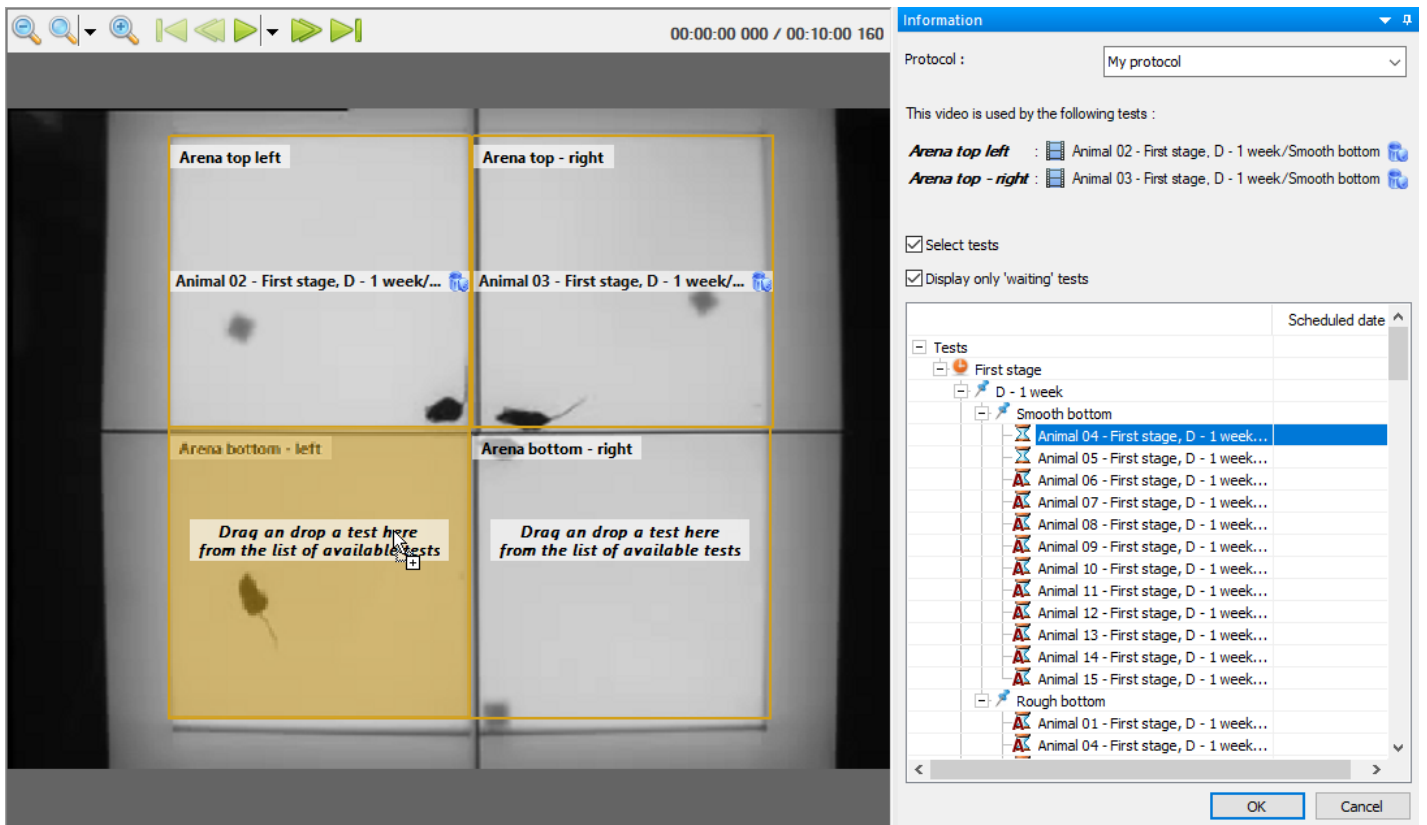 00:00:00 000 / 00:10:00 160
Arena top left
Arena top - right
Animal 02 - First stage, D - 1 week/...
Animal 03 - First stage, D - 1 week/...
Arena bottom - left
Arena bottom - right
Drag an drop a test here
from the list of available tests
Drag an drop a test here
from the list of available tests
Information
Protocol :
My protocol
This video is used by the following tests :
Arena top left : Animal 02 - First stage, D - 1 week/Smooth bottom
Arena top - right : Animal 03 - First stage, D - 1 week/Smooth bottom
Select tests
Display only 'waiting' tests
Scheduled date
Tests
First stage
D - 1 week
Smooth bottom
Animal 04 - First stage, D - 1 week...
Animal 05 - First stage, D - 1 week...
Animal 06 - First stage, D - 1 week...
Animal 07 - First stage, D - 1 week...
Animal 08 - First stage, D - 1 week...
Animal 09 - First stage, D - 1 week...
Animal 10 - First stage, D - 1 week...
Animal 11 - First stage, D - 1 week...
Animal 12 - First stage, D - 1 week...
Animal 13 - First stage, D - 1 week...
Animal 14 - First stage, D - 1 week...
Animal 15 - First stage, D - 1 week...
Rough bottom
Animal 01 - First stage, D - 1 week...
Animal 04 - First stage, D - 1 week...
OK
Cancel